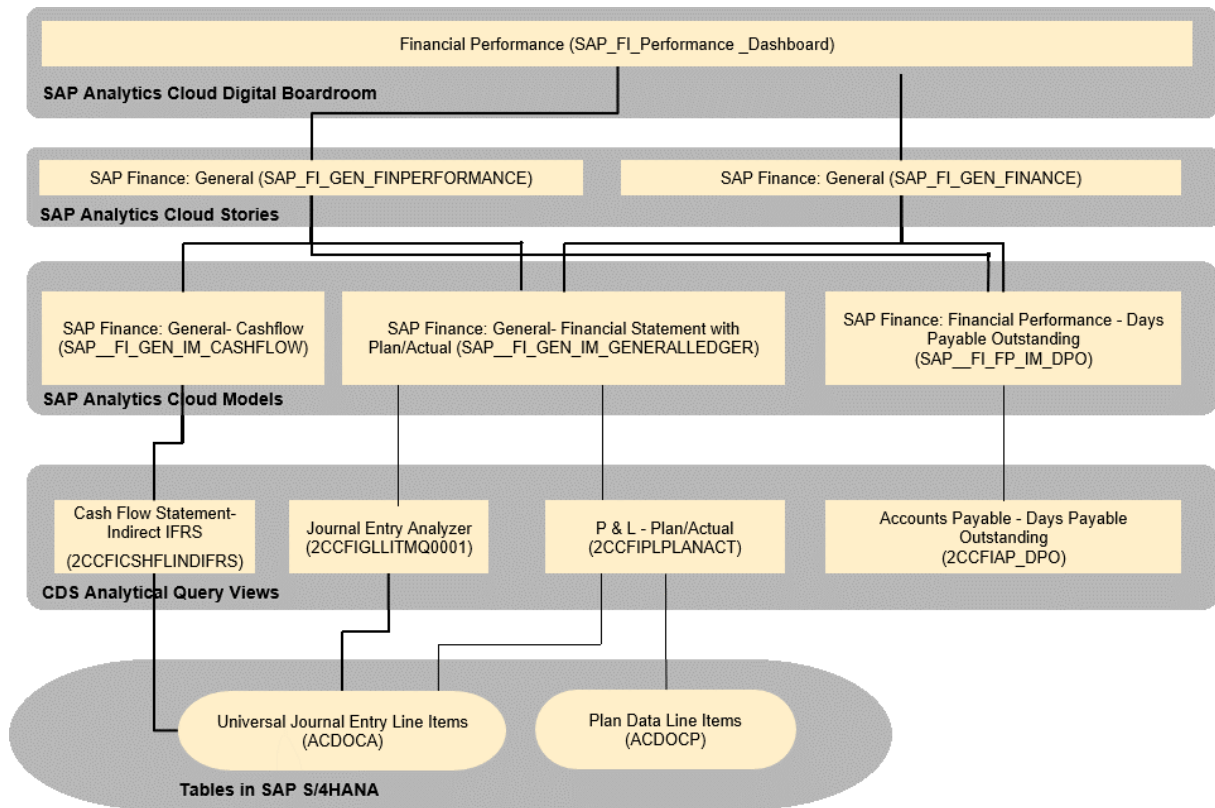 Financial Performance (SAP_FI_Performance _Dashboard)
SAP Analytics Cloud Digital Boardroom
SAP Finance: General (SAP_FI_GEN_FINPERFORMANCE)
SAP Finance: General (SAP_FI_GEN_FINANCE)
SAP Analytics Cloud Stories
SAP Finance: General- Cashflow
(SAP__FI_GEN_IM_CASHFLOW)
SAP Finance: General- Financial Statement with
Plan/Actual (SAP__FI_GEN_IM_GENERALLEDGER)
SAP Finance: Financial Performance - Days
Payable Outstanding
(SAP__FI_FP_IM_DPO)
SAP Analytics Cloud Models
Cash Flow Statement-
Indirect IFRS
(2CCFICSHFLINDIFRS)
Journal Entry Analyzer
(2CCFIGLLITMQ0001)
P & L - Plan/Actual
(2CCFIPLPLANACT)
Accounts Payable - Days Payable
Outstanding
(2CCFIAP_DPO)
CDS Analytical Query Views
Universal Journal Entry Line Items
(ACDOCA)
Plan Data Line Items
(ACDOCP)
Tables in SAP S/4HANA